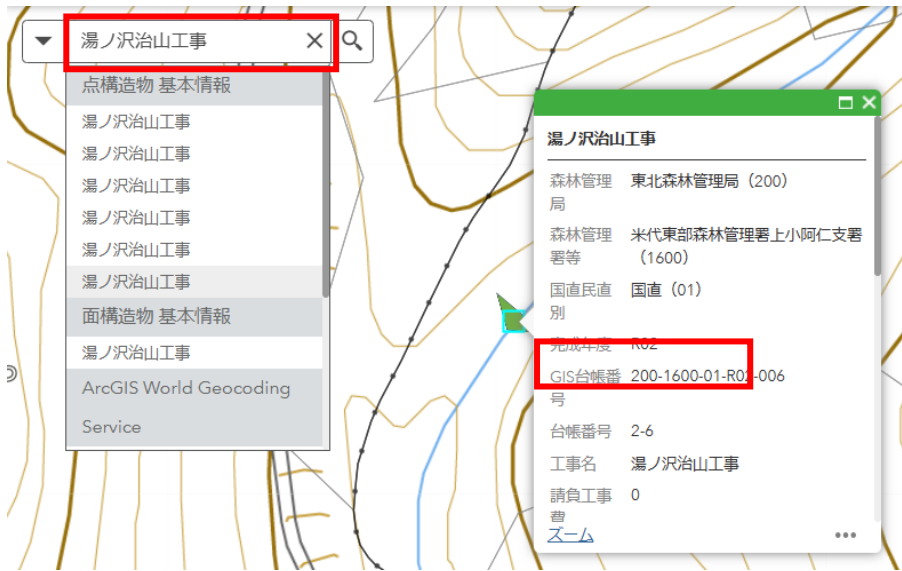 湯ノ沢治山工事
点構造物 基本情報
湯ノ沢治山工事
湯ノ沢治山工事
湯ノ沢治山工事
湯ノ沢治山工事
湯ノ沢治山工事
湯ノ沢治山工事
面構造物 基本情報
湯ノ沢治山工事
ArcGIS World Geocoding
Service
湯ノ沢治山工事
森林管理 東北森林管理局（200）
局
森林管理 米代東部森林管理署上小阿仁支署
署等 （1600）
国直民直 国直（01）
別
完成年度 R02
GIS台帳番 200-1600-01-R02-006
号
台帳番号 2-6
工事名 湯ノ沢治山工事
請負工事 0
費
ズーム